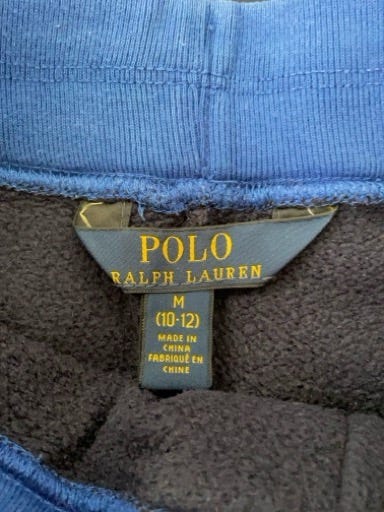 POLO
RALPH LAUREN
M
(10-12)
MADE IN
CHINA
FABRIQUÉ EN
CHINE